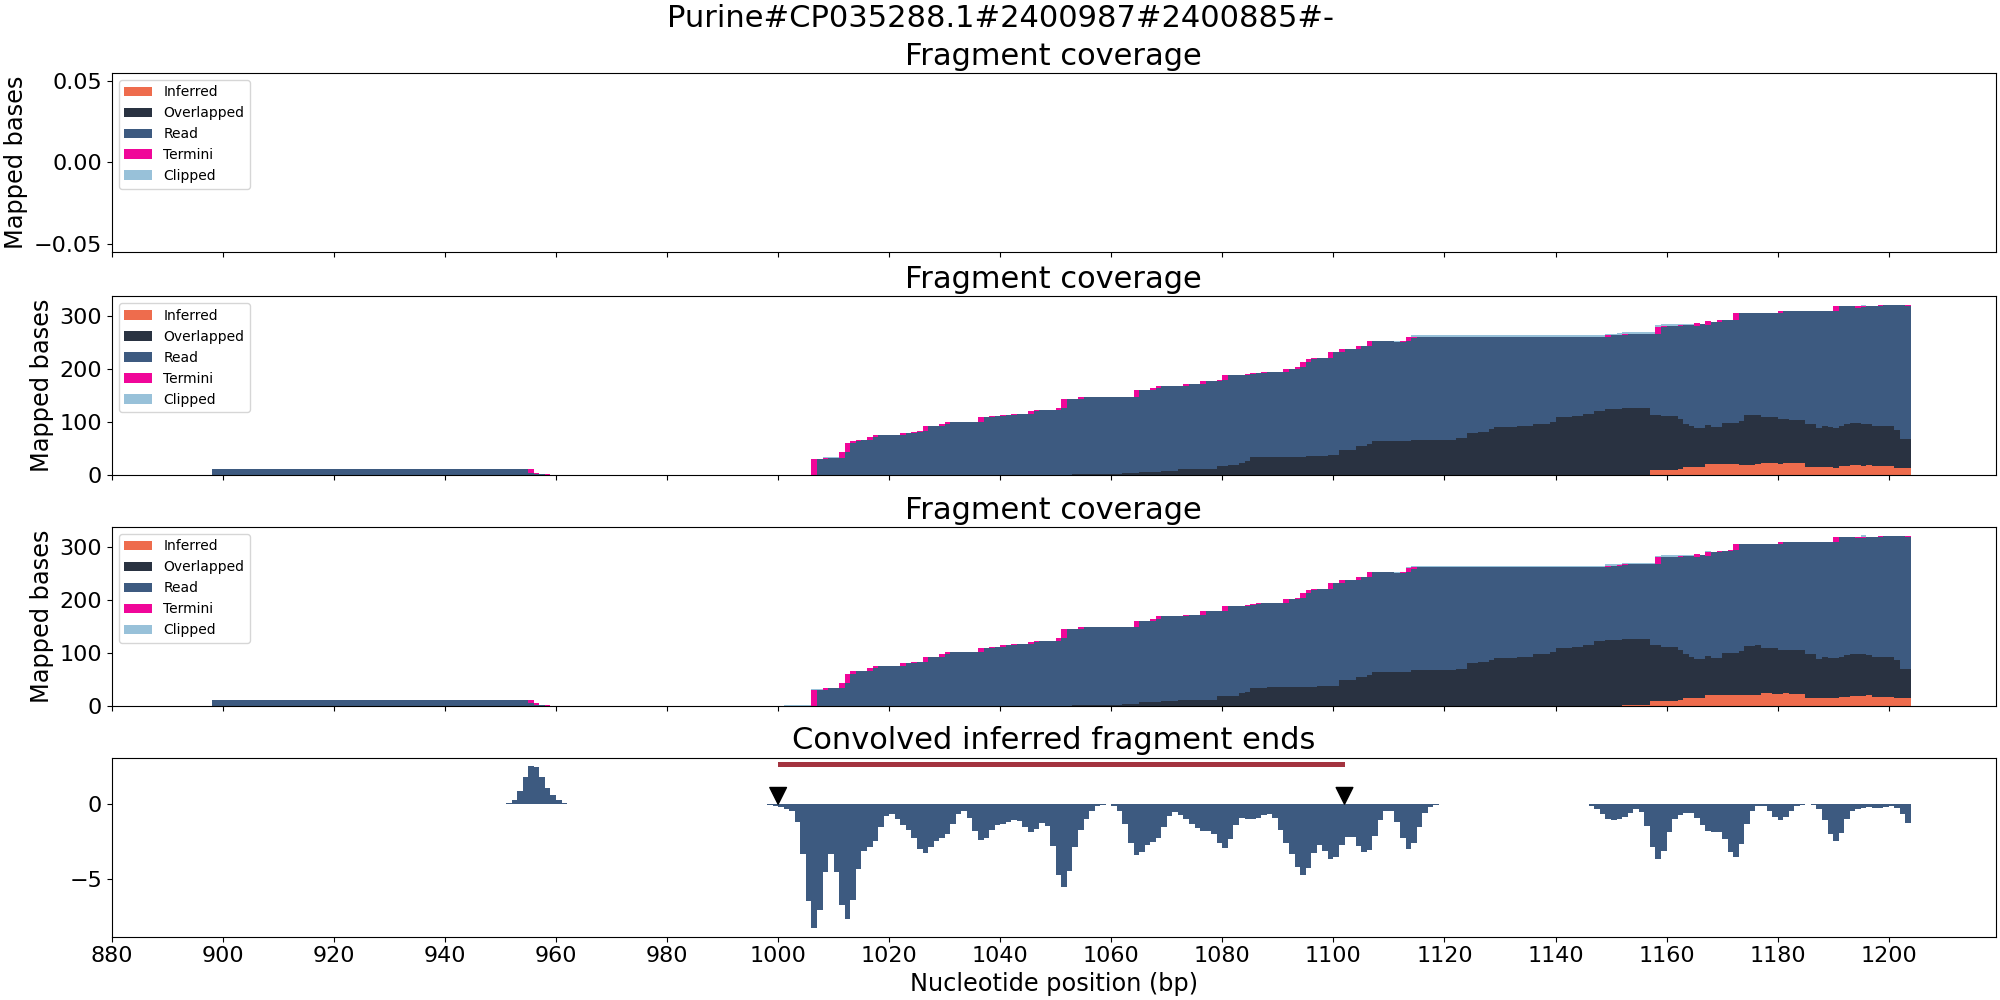 Purine#CP035288.1#2400987#2400885#-
Fragment coverage
Mapped bases
0.05
0.00
−0.05
Inferred
Overlapped
Read
Termini
Clipped
Fragment coverage
Mapped bases
300
200
100
0
Inferred
Overlapped
Read
Termini
Clipped
Fragment coverage
Mapped bases
300
200
100
0
Inferred
Overlapped
Read
Termini
Clipped
Convolved inferred fragment ends
0
−5
880 900 920 940 960 980 1000 1020 1040 1060 1080 1100 1120 1140 1160 1180 1200
Nucleotide position (bp)